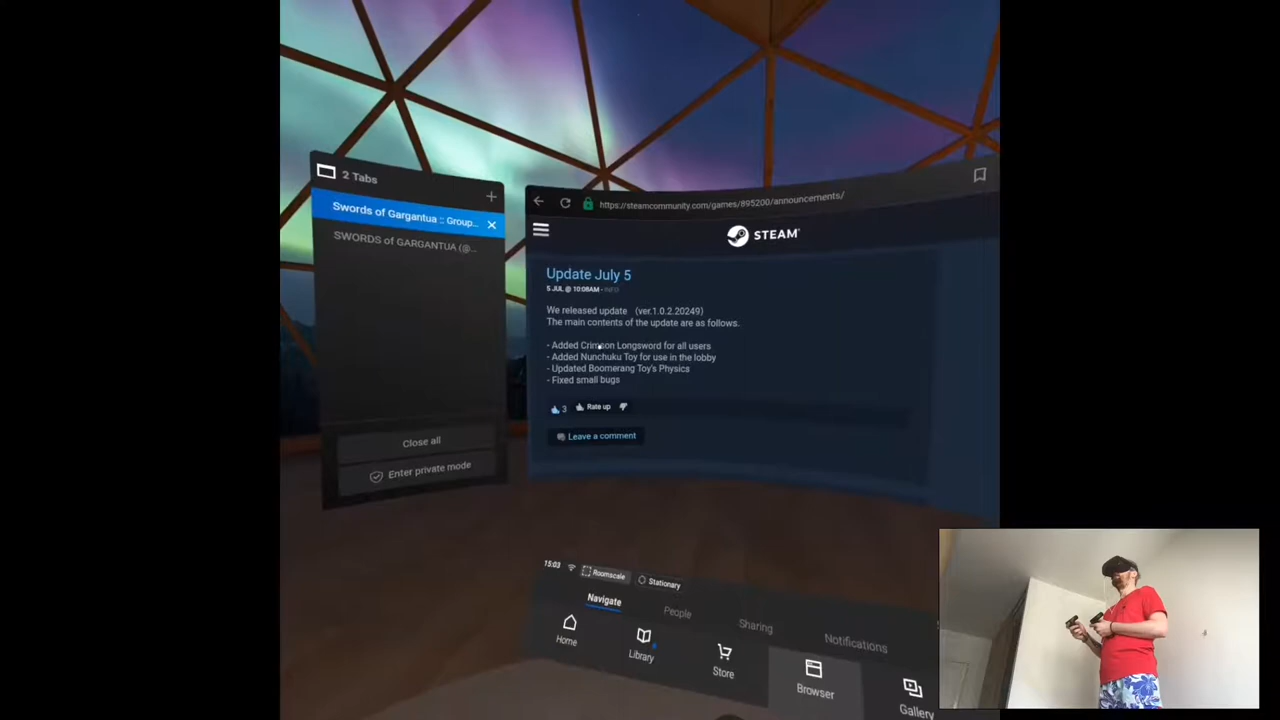 2 Tabs
Swords of Gargantua :: Group...
SWORDS of GARGANTUA (@...
Close all
Enter private mode
https://steamcommunity.com/games/895200/announcements/
STEAM®
Update July 5
5 JUL @ 10:08AM - INFO
We released update (ver.1.0.2.20249)
The main contents of the update are as follows.
- Added Crimson Longsword for all users
- Added Nunchuku Toy for use in the lobby
- Updated Boomerang Toy's Physics
- Fixed small bugs
3 Rate up
Leave a comment
15:03 Roomscale Stationary
Navigate People Sharing Notifications
Home Library Store Browser Gallery